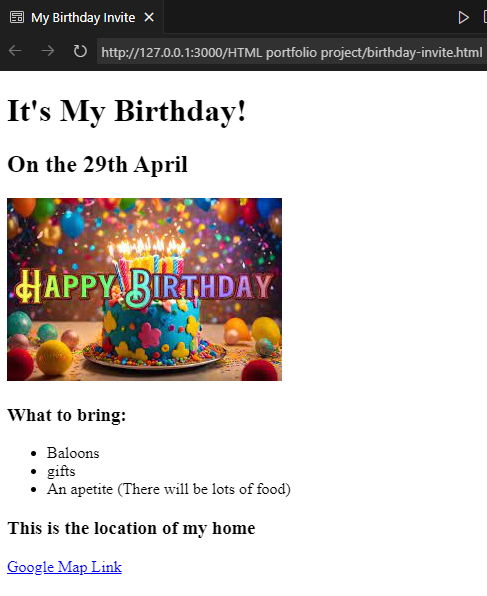 My Birthday Invite
http://127.0.0.1:3000/HTML portfolio project/birthday-invite.html
It's My Birthday!
On the 29th April
Happy Birthday
What to bring:
Baloons
gifts
An apetite (There will be lots of food)
This is the location of my home
Google Map Link